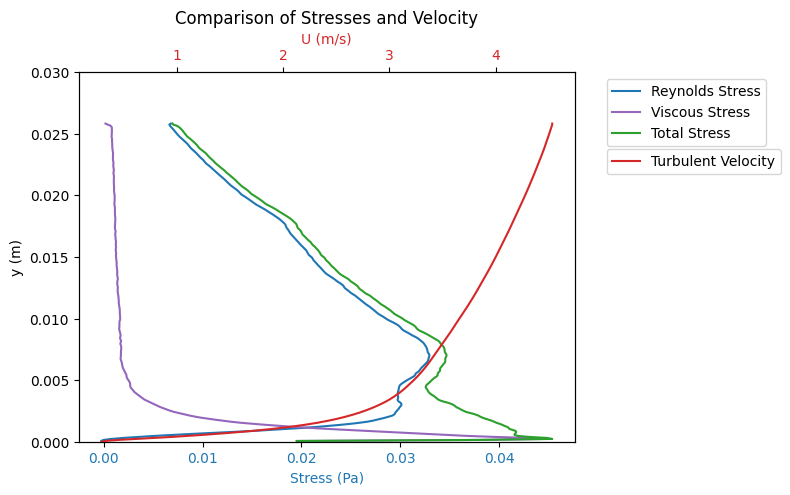 Comparison of Stresses and Velocity
U (m/s)
1 2 3 4
0.030
0.025
0.020
0.015
0.010
0.005
0.000
y (m)
0.00 0.01 0.02 0.03 0.04
Stress (Pa)
Reynolds Stress
Viscous Stress
Total Stress
Turbulent Velocity